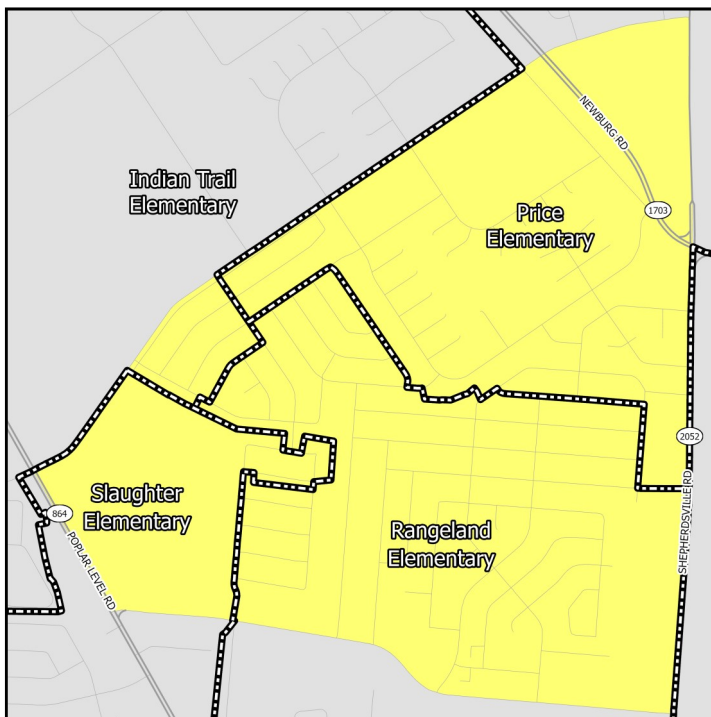 NEWBURG RD
Indian Trail
Elementary
1703
Price
Elementary
2052
Slaughter
Elementary
864
Rangeland
Elementary
SHEPHERDSVILLE RD
POPLAR LEVEL RD